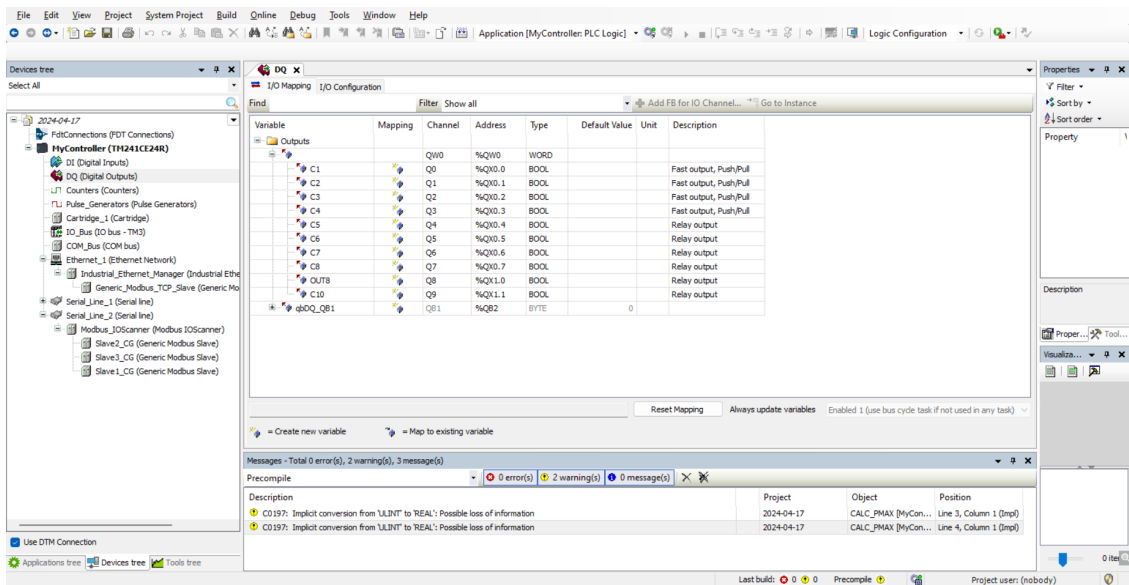 File Edit View Project System Project Build Online Debug Tools Window Help
Application [MyController: PLC Logic] Logic Configuration
Devices tree
Select All
2024-04-17
FdtConnections (FDT Connections)
MyController (TM241CE24R)
DI (Digital Inputs)
DQ (Digital Outputs)
Counters (Counters)
Pulse_Generators (Pulse Generators)
Cartridge_1 (Cartridge)
IO_Bus (IO bus - TM3)
COM_Bus (COM bus)
Ethernet_1 (Ethernet Network)
Industrial_Ethernet_Manager (Industrial Ethe
Generic_Modbus_TCP_Slave (Generic Mo
Serial_Line_1 (Serial line)
Serial_Line_2 (Serial line)
Modbus_IOScanner (Modbus IOScanner)
Slave2_CG (Generic Modbus Slave)
Slave3_CG (Generic Modbus Slave)
Slave1_CG (Generic Modbus Slave)
Use DTM Connection
Applications tree Devices tree Tools tree
DQ
I/O Mapping I/O Configuration
Find Filter Show all Add FB for IO Channel... Go to Instance
Variable Mapping Channel Address Type Default Value Unit Description
Outputs
QW0 %QW0 WORD
C1 Q0 %QX0.0 BOOL Fast output, Push/Pull
C2 Q1 %QX0.1 BOOL Fast output, Push/Pull
C3 Q2 %QX0.2 BOOL Fast output, Push/Pull
C4 Q3 %QX0.3 BOOL Fast output, Push/Pull
C5 Q4 %QX0.4 BOOL Relay output
C6 Q5 %QX0.5 BOOL Relay output
C7 Q6 %QX0.6 BOOL Relay output
C8 Q7 %QX0.7 BOOL Relay output
OUT8 Q8 %QX1.0 BOOL Relay output
C10 Q9 %QX1.1 BOOL Relay output
qbDQ_QB1 QB1 %QB2 BYTE 0
Reset Mapping Always update variables Enabled 1 (use bus cycle task if not used in any task)
= Create new variable = Map to existing variable
Messages - Total 0 error(s), 2 warning(s), 3 message(s)
Precompile 0 error(s) 2 warning(s) 0 message(s)
Description Project Object Position
C0197: Implicit conversion from 'ULINT' to 'REAL': Possible loss of information 2024-04-17 CALC_PMAX [MyCon... Line 3, Column 1 (Impl)
C0197: Implicit conversion from 'ULINT' to 'REAL': Possible loss of information 2024-04-17 CALC_PMAX [MyCon... Line 4, Column 1 (Impl)
Properties
Filter
Sort by
Sort order
Property
Description
Proper... Tool...
Visualiza...
0 ite
Last build: 0 0 Precompile Project user: (nobody)